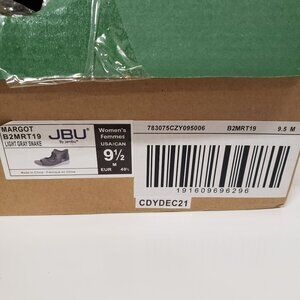 MARGOT
B2MRT19
LIGHT GRAY SNAKE
JBU
By Jambu
Women's
Femmes
USA/CAN
9½
M
EUR 40½
Made in China / Fabriqué en Chine
783075CZY095006 B2MRT19 9.5 M
191609696296
CDYDEC21